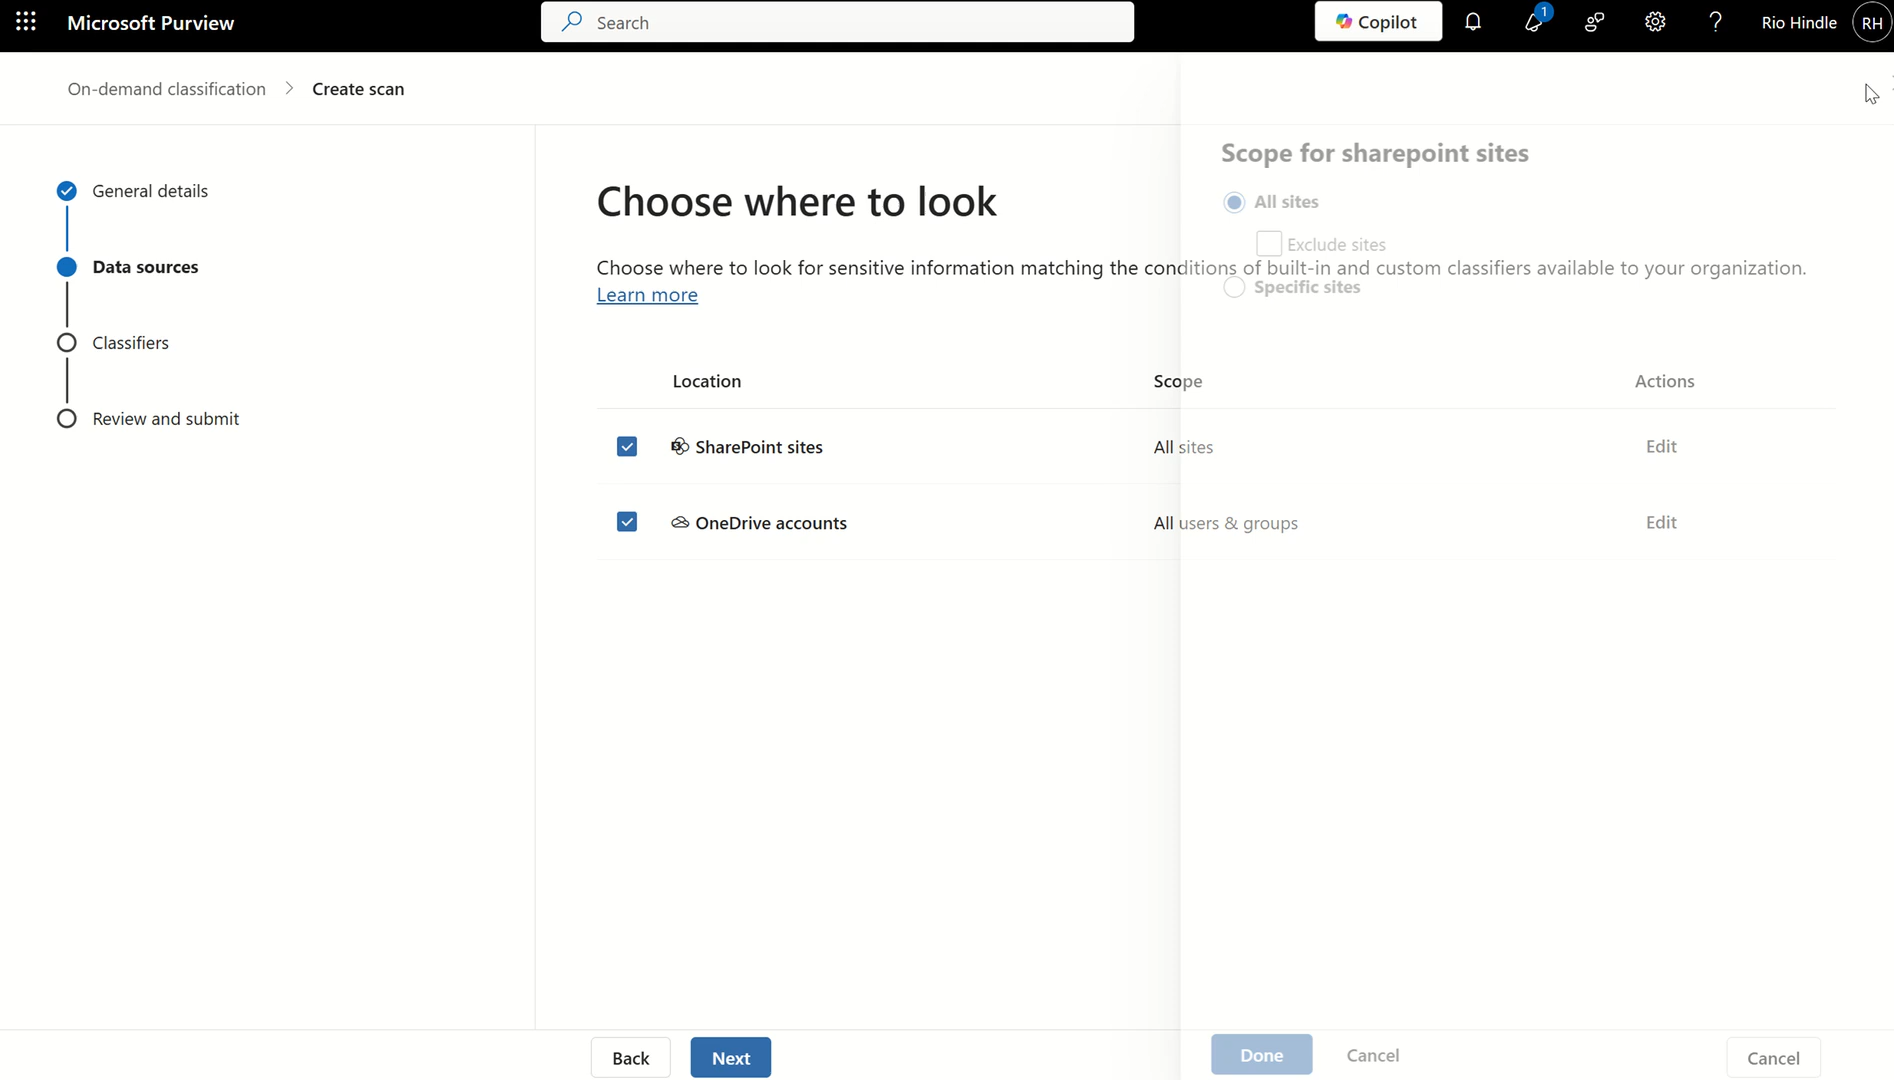 Microsoft Purview
Search
Copilot
1
Rio Hindle
RH
On-demand classification > Create scan
General details
Data sources
Classifiers
Review and submit
Choose where to look
Choose where to look for sensitive information matching the conditions of built-in and custom classifiers available to your organization.
Learn more
Location Scope Actions
SharePoint sites All sites Edit
OneDrive accounts All users & groups Edit
Back
Next
Cancel
Scope for sharepoint sites
All sites
Exclude sites
Specific sites
Done
Cancel